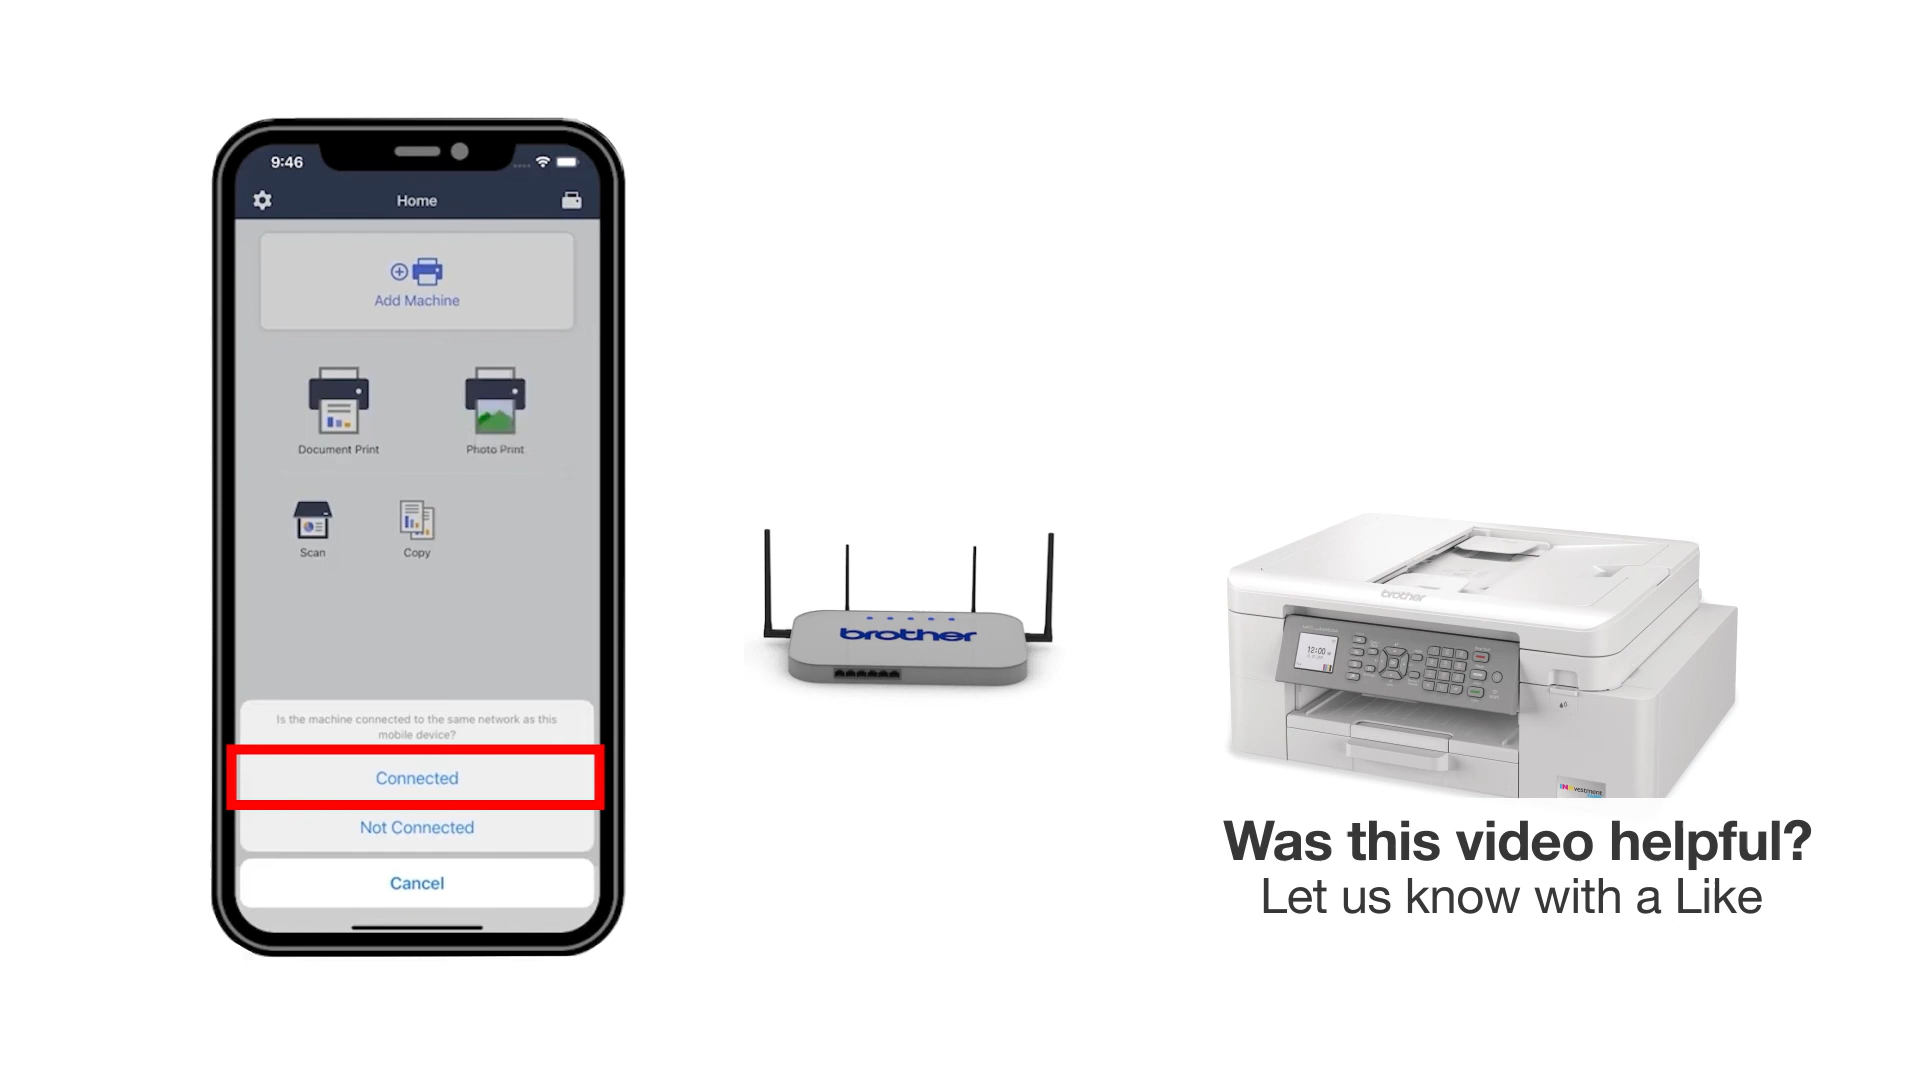 9:46
Home
Add Machine
Document Print
Photo Print
Scan
Copy
Is the machine connected to the same network as this
mobile device?
Connected
Not Connected
Cancel
brother
brother
12:00
INKvestment
Was this video helpful?
Let us know with a Like